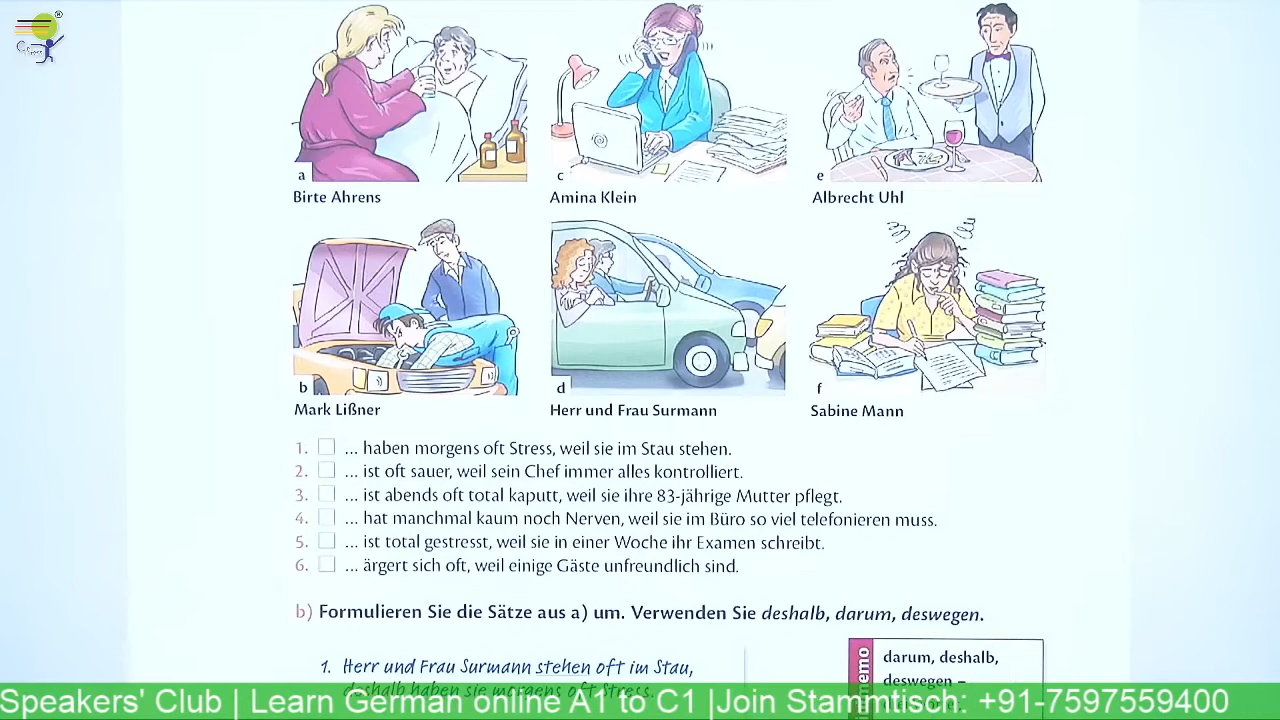 a
Birte Ahrens
c
Amina Klein
e
Albrecht Uhl
b
Mark Lißner
d
Herr und Frau Surmann
f
Sabine Mann
1. ... haben morgens oft Stress, weil sie im Stau stehen.
2. ... ist oft sauer, weil sein Chef immer alles kontrolliert.
3. ... ist abends oft total kaputt, weil sie ihre 83-jährige Mutter pflegt.
4. ... hat manchmal kaum noch Nerven, weil sie im Büro so viel telefonieren muss.
5. ... ist total gestresst, weil sie in einer Woche ihr Examen schreibt.
6. ... ärgert sich oft, weil einige Gäste unfreundlich sind.
b) Formulieren Sie die Sätze aus a) um. Verwenden Sie deshalb, darum, deswegen.
1. Herr und Frau Surmann stehen oft im Stau,
deshalb haben sie morgens oft Stress.
memo
darum, deshalb,
deswegen –
Speakers' Club | Learn German online A1 to C1 |Join Stammtisch: +91-7597559400